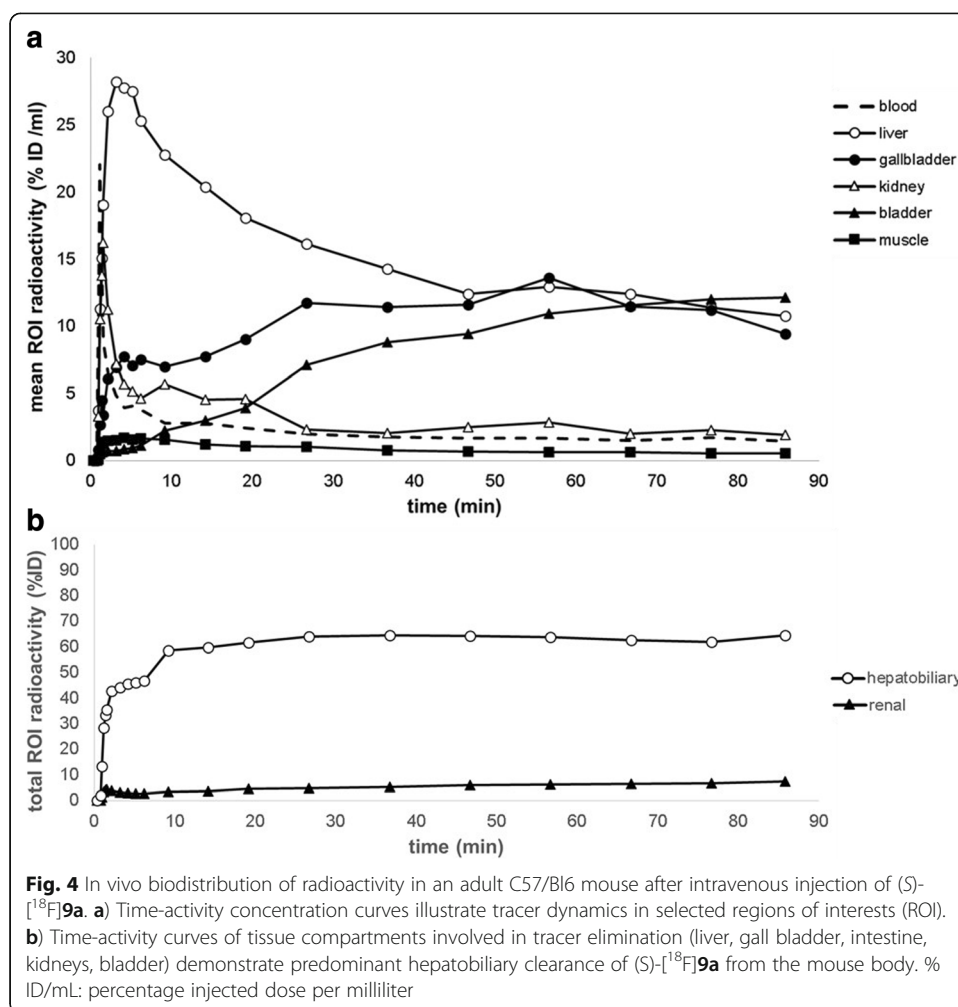 a
30
25
20
15
10
5
0
mean ROI radioactivity (% ID /ml)
blood
liver
gallbladder
kidney
bladder
muscle
0 10 20 30 40 50 60 70 80 90
time (min)
b
100
90
80
70
60
50
40
30
20
10
0
total ROI radioactivity (%ID)
hepatobiliary
renal
0 10 20 30 40 50 60 70 80 90
time (min)
Fig. 4 In vivo biodistribution of radioactivity in an adult C57/Bl6 mouse after intravenous injection of (S)-
[¹⁸F]9a. a) Time-activity concentration curves illustrate tracer dynamics in selected regions of interests (ROI).
b) Time-activity curves of tissue compartments involved in tracer elimination (liver, gall bladder, intestine,
kidneys, bladder) demonstrate predominant hepatobiliary clearance of (S)-[¹⁸F]9a from the mouse body. %
ID/mL: percentage injected dose per milliliter